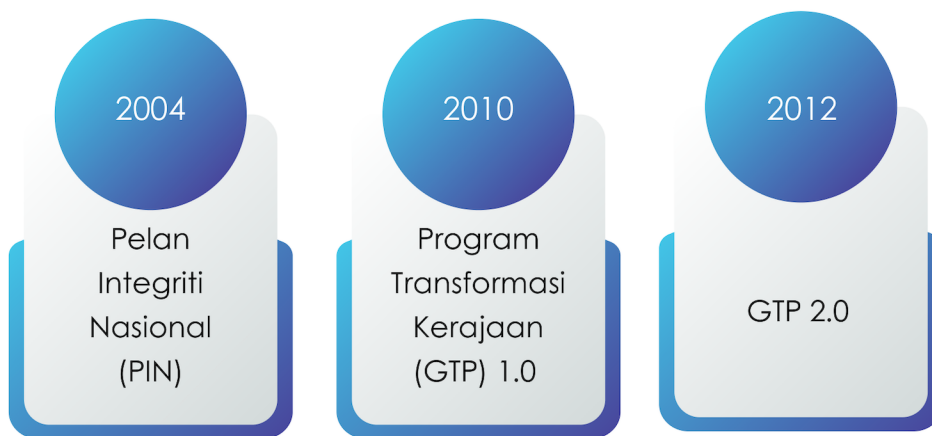 2004
Pelan
Integriti
Nasional
(PIN)
2010
Program
Transformasi
Kerajaan
(GTP) 1.0
2012
GTP 2.0